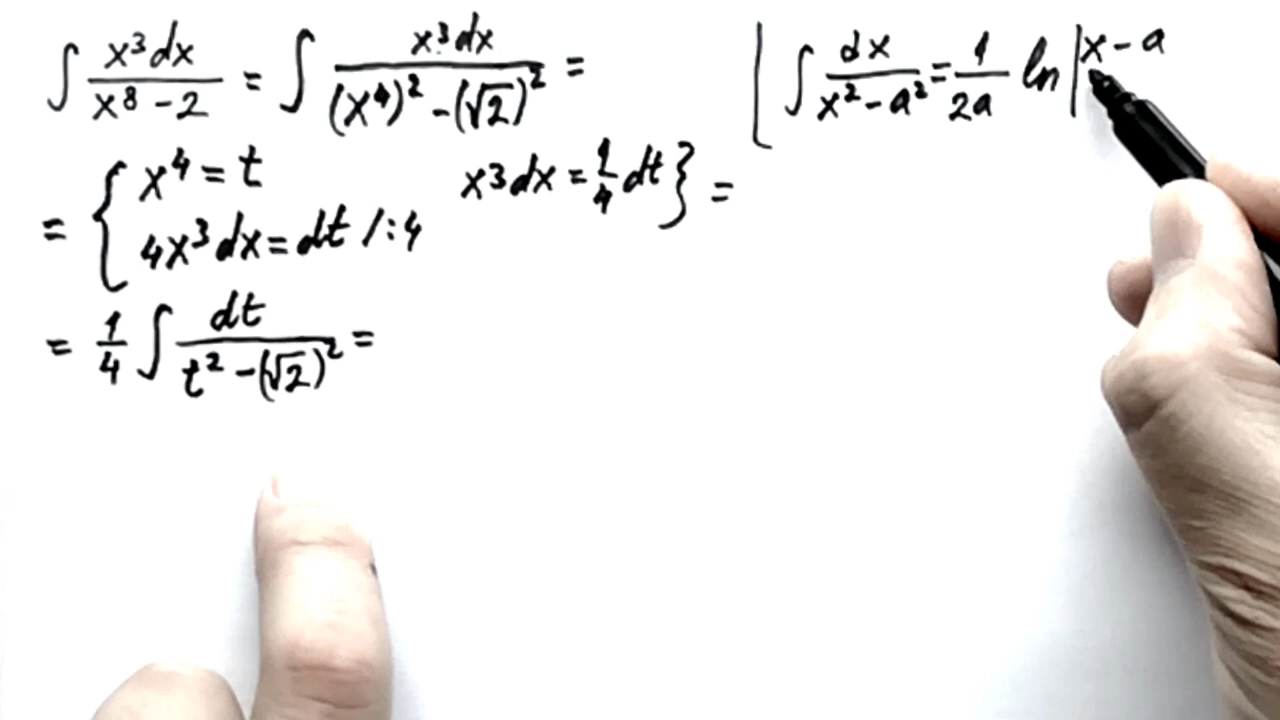 ∫ x³dx / (x⁸ - 2) = ∫ x³dx / ((x⁴)² - (√2)²) =
[ ∫ dx / (x² - a²) = 1/2a ln |x - a
= { x⁴ = t
4x³dx = dt /:4
x³dx = 1/4 dt } =
= 1/4 ∫ dt / (t² - (√2)²) =